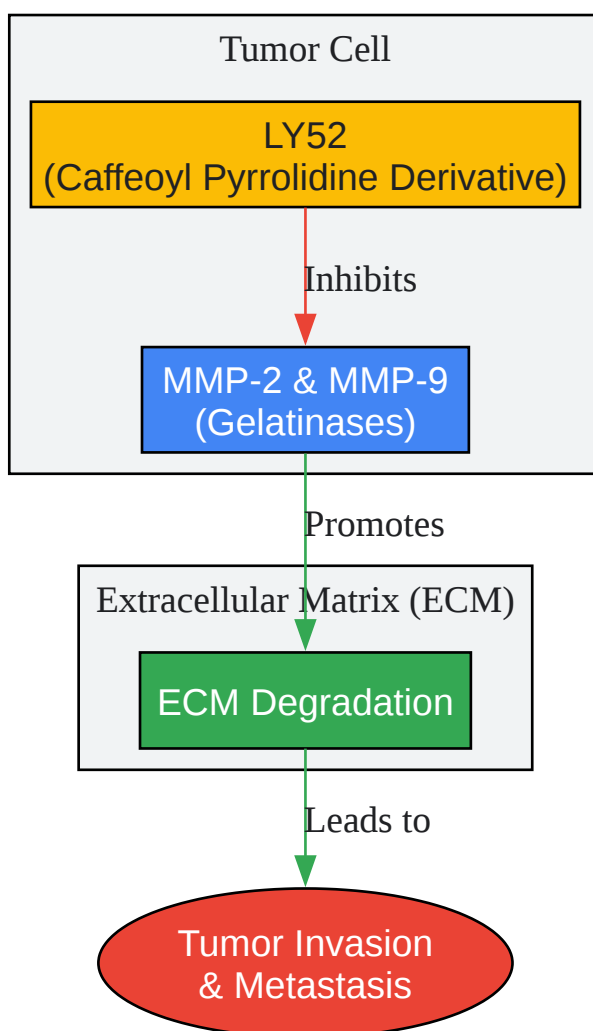 Tumor Cell
LY52
(Caffeoyl Pyrrolidine Derivative)
Inhibits
MMP-2 & MMP-9
(Gelatinases)
Promotes
Extracellular Matrix (ECM)
ECM Degradation
Leads to
Tumor Invasion
& Metastasis